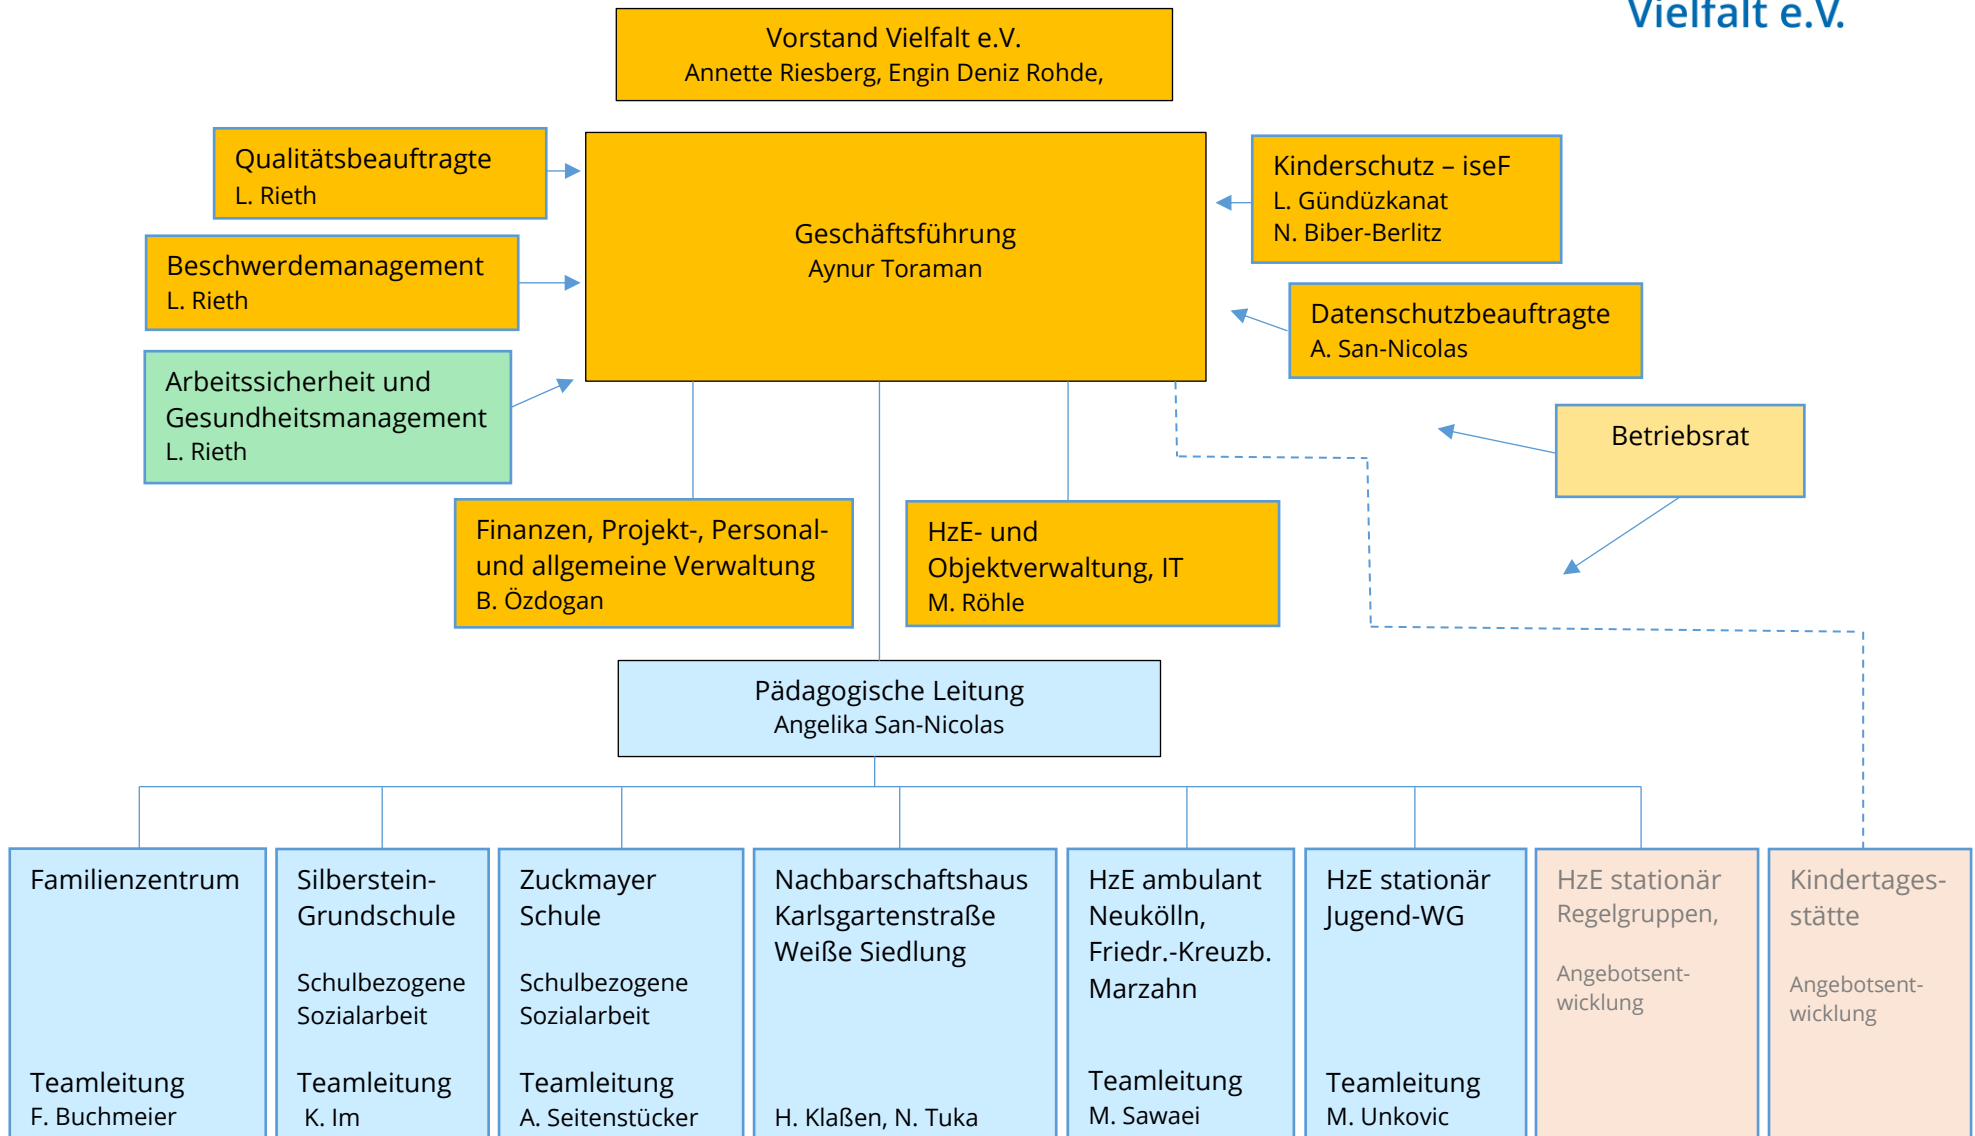 Vielfalt e.V.
Vorstand Vielfalt e.V.
Annette Riesberg, Engin Deniz Rohde,
Qualitätsbeauftragte
L. Rieth
Beschwerdemanagement
L. Rieth
Arbeitssicherheit und
Gesundheitsmanagement
L. Rieth
Geschäftsführung
Aynur Toraman
Kinderschutz – iseF
L. Gündüzkanat
N. Biber-Berlitz
Datenschutzbeauftragte
A. San-Nicolas
Betriebsrat
Finanzen, Projekt-, Personal-
und allgemeine Verwaltung
B. Özdogan
HzE- und
Objektverwaltung, IT
M. Röhle
Pädagogische Leitung
Angelika San-Nicolas
Familienzentrum
Teamleitung
F. Buchmeier
Silberstein-
Grundschule
Schulbezogene
Sozialarbeit
Teamleitung
K. Im
Zuckmayer
Schule
Schulbezogene
Sozialarbeit
Teamleitung
A. Seitenstücker
Nachbarschaftshaus
Karlsgartenstraße
Weiße Siedlung
H. Klaßen, N. Tuka
HzE ambulant
Neukölln,
Friedr.-Kreuzb.
Marzahn
Teamleitung
M. Sawaei
HzE stationär
Jugend-WG
Teamleitung
M. Unkovic
HzE stationär
Regelgruppen,
Angebotsent-
wicklung
Kindertages-
stätte
Angebotsent-
wicklung